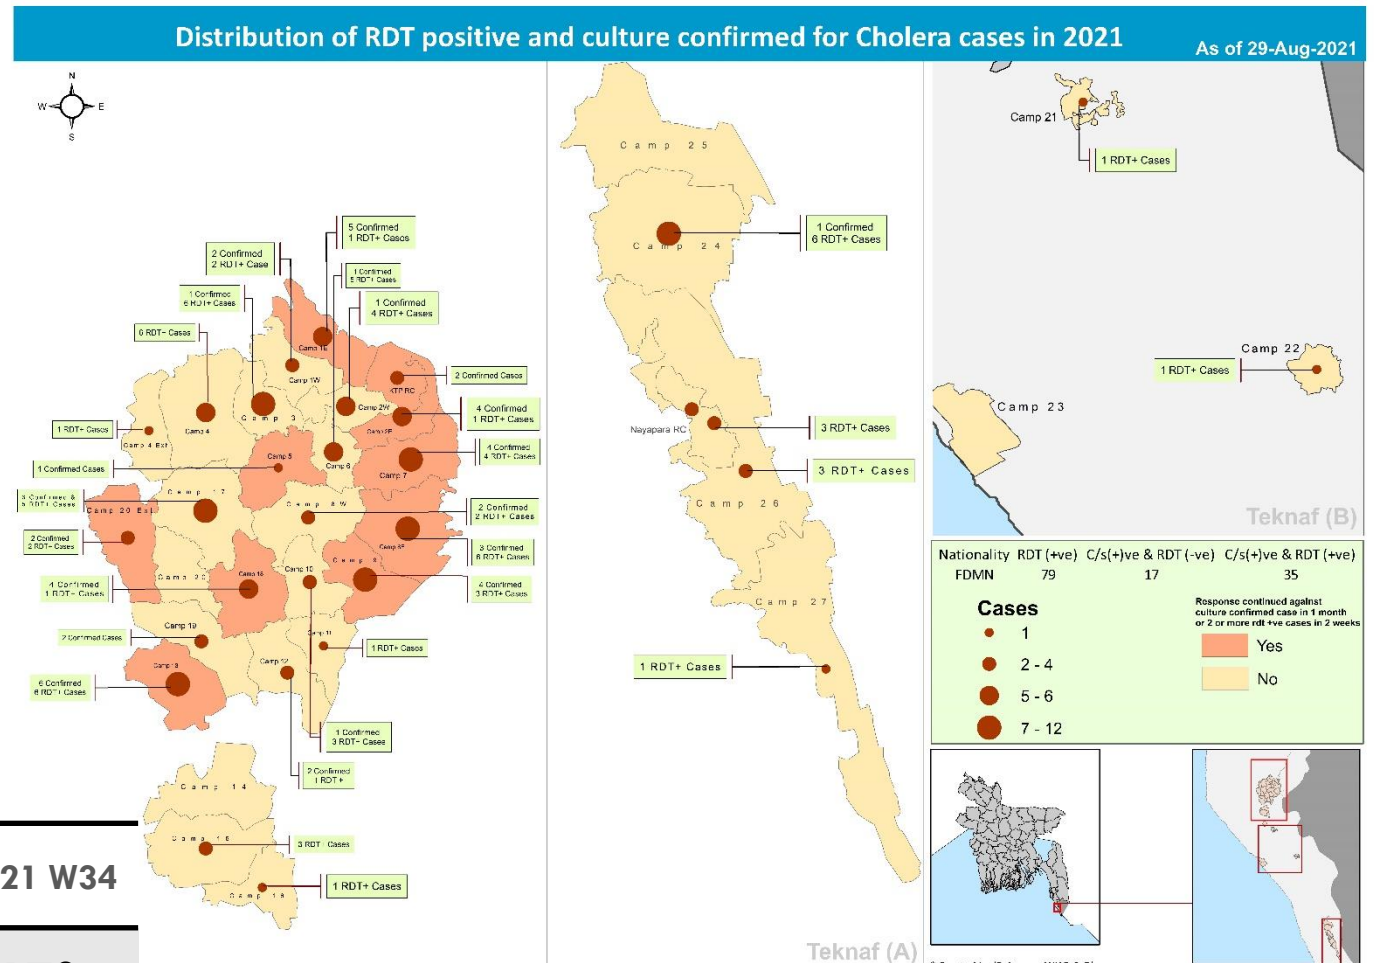 Distribution of RDT positive and culture confirmed for Cholera cases in 2021
As of 29-Aug-2021
N
W
E
S
5 Confirmed
1 RDT+ Cases
2 Confirmed
2 RDT+ Case
1 Confirmed
5 RDT+ Cases
1 Confirmed
6 RDT+ Cases
1 Confirmed
4 RDT+ Cases
6 RDT+ Cases
2 Confirmed Cases
4 Confirmed
1 RDT+ Cases
1 RDT+ Cases
4 Confirmed
4 RDT+ Cases
1 Confirmed Cases
3 Confirmed &
RDT+ Cases
2 Confirmed
2 RDT+ Cases
2 Confirmed
2 RDT+ Cases
3 Confirmed
6 RDT+ Cases
4 Confirmed
1 RDT+ Cases
4 Confirmed
3 RDT+ Cases
2 Confirmed Cases
1 RDT+ Cases
6 Confirmed
6 RDT+ Cases
1 Confirmed
3 RDT+ Cases
2 Confirmed
1 RDT+
3 RDT+ Cases
1 RDT+ Cases
Camp 1E
Camp 1W
KTP RC
Camp 2W
Camp 2E
Camp 3
Camp 4
Camp 4 Ext
Camp 5
Camp 6
Camp 7
Camp 17
Camp 8W
Camp 20 Ext
Camp 8E
Camp 9
Camp 10
Camp 18
Camp 20
Camp 19
Camp 11
Camp 12
Camp 14
21 W34
Camp 25
Camp 24
1 Confirmed
6 RDT+ Cases
Nayapara RC
3 RDT+ Cases
3 RDT+ Cases
Camp 26
Camp 27
1 RDT+ Cases
Teknaf (A)
Camp 21
1 RDT+ Cases
Camp 22
1 RDT+ Cases
Camp 23
Teknaf (B)
Nationality RDT (+ve) C/s(+)ve & RDT (-ve) C/s(+)ve & RDT (+ve)
FDMN 79 17 35
Cases
1
2 - 4
5 - 6
7 - 12
Response continued against
culture confirmed case in 1 month
or 2 or more rdt +ve cases in 2 weeks
Yes
No